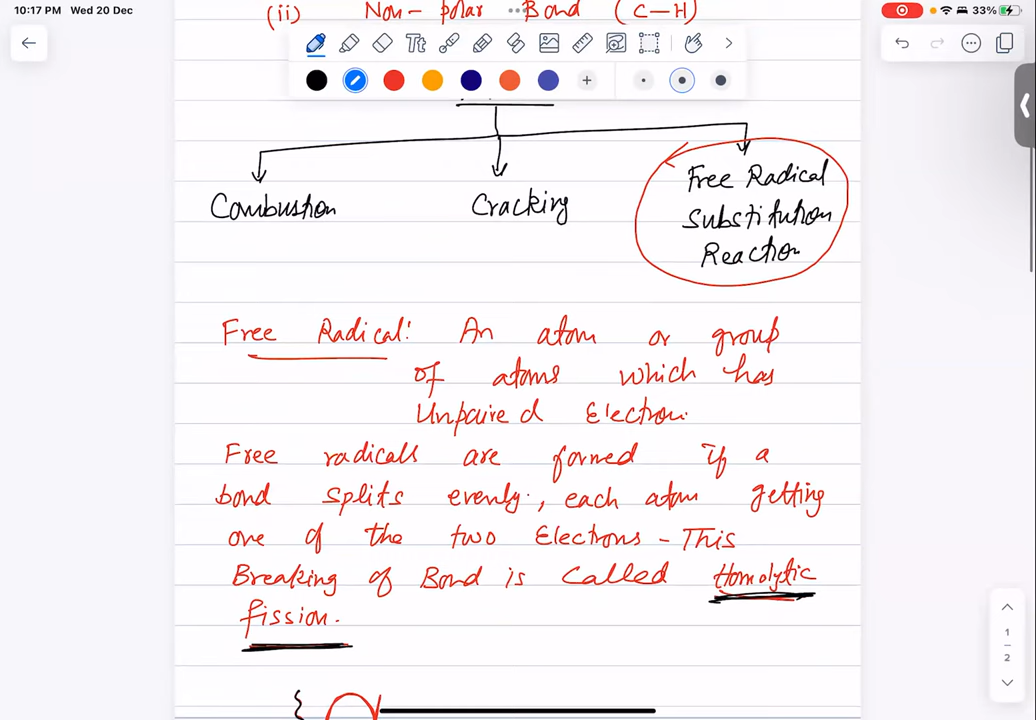 10:17 PM Wed 20 Dec
33%
(ii) Non-polar Bond (C-H)
Tt
Combustion
Cracking
Free Radical
Substitution
Reaction
Free Radical: An atom or group
of atoms which has
Unpaired Electron.
Free radicals are formed if a
bond splits evenly, each atom getting
one of the two Electrons - This
Breaking of Bond is called Homolytic
fission.
1
2